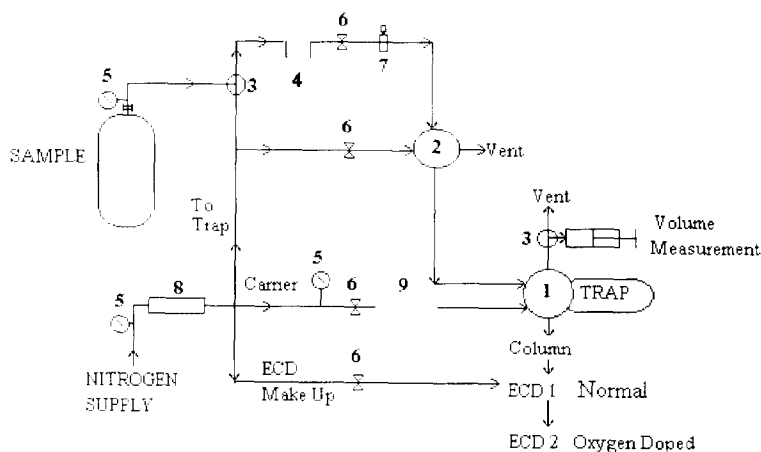 6
5
3
4
7
SAMPLE
6
2
Vent
To
Trap
Vent
3
Volume
Measurement
5
5
8
Carrier
6
9
1
TRAP
Column
NITROGEN
SUPPLY
ECD
Make Up
6
ECD 1 Normal
ECD 2 Oxygen Doped